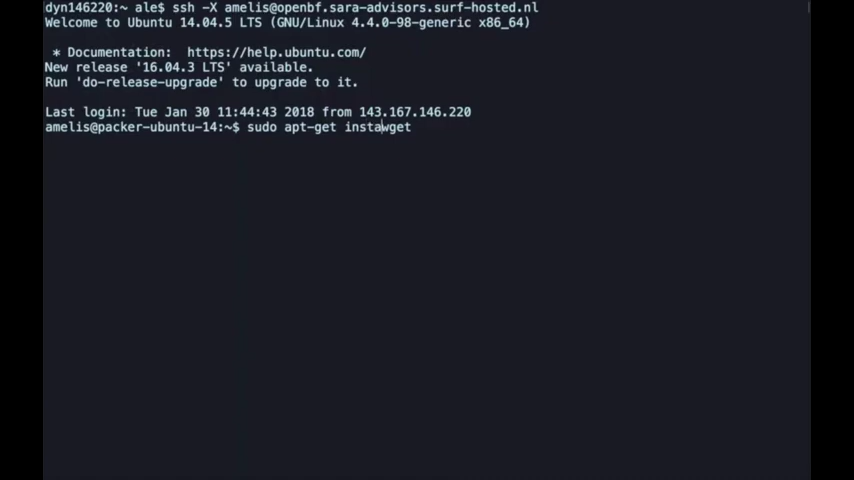 dyn146220:~ ale$ ssh -X amelis@openbf.sara-advisors.surf-hosted.nl
Welcome to Ubuntu 14.04.5 LTS (GNU/Linux 4.4.0-98-generic x86_64)
* Documentation:  https://help.ubuntu.com/
New release '16.04.3 LTS' available.
Run 'do-release-upgrade' to upgrade to it.
Last login: Tue Jan 30 11:44:43 2018 from 143.167.146.220
amelis@packer-ubuntu-14:~$ sudo apt-get instawget